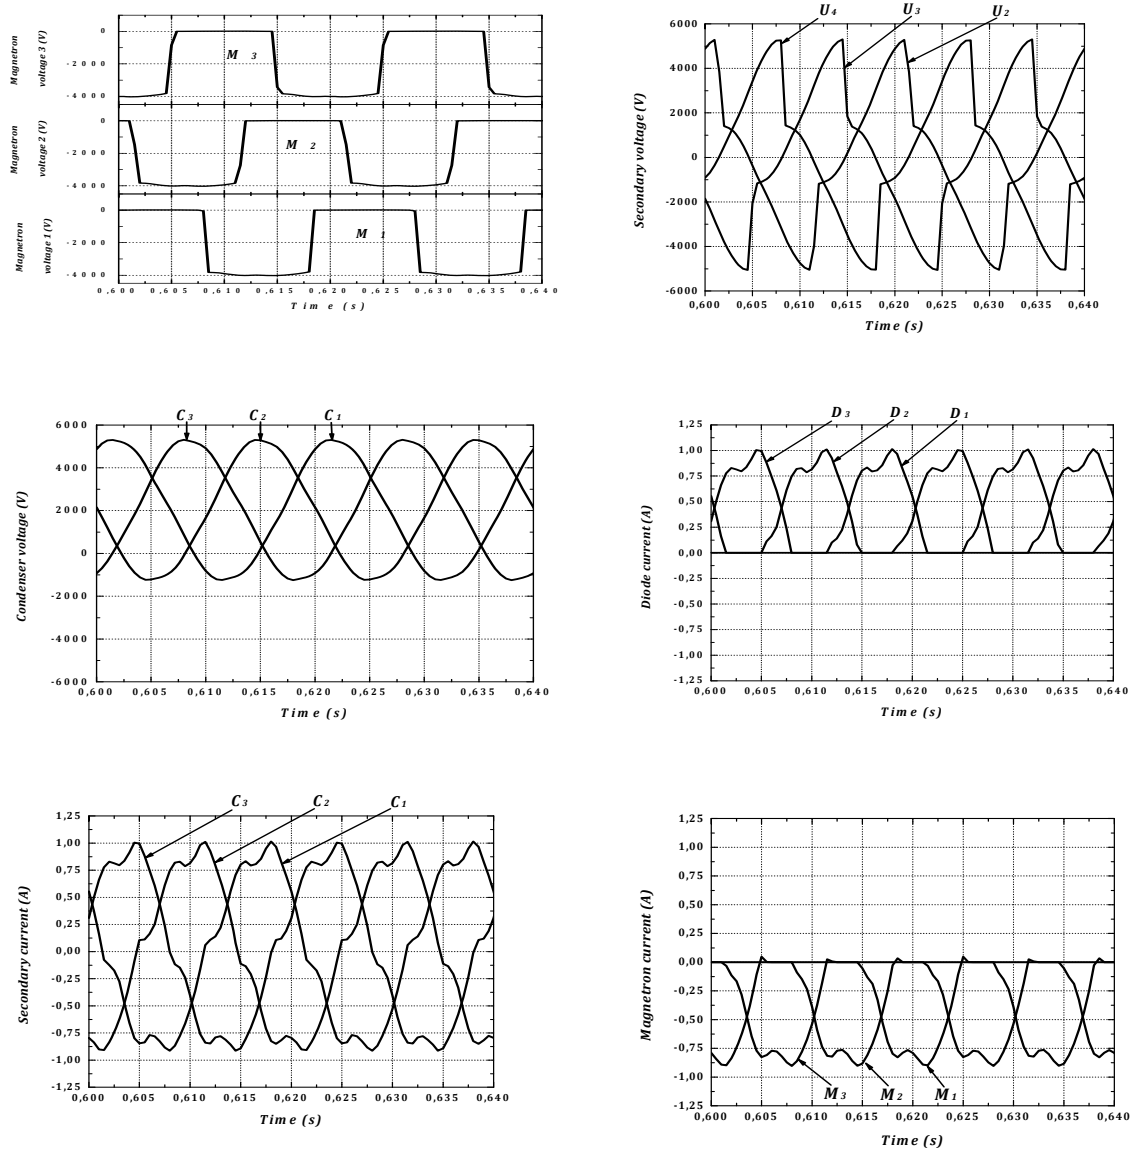 Magnetron voltage 3 (V)
0
-2000
-4000
M 3
Magnetron voltage 2 (V)
0
-2000
-4000
M 2
Magnetron voltage 1 (V)
0
-2000
-4000
M 1
0,600 0,605 0,610 0,615 0,620 0,625 0,630 0,635 0,640
Time (s)
U4 U3 U2
Secondary voltage (V)
6000
4000
2000
0
-2000
-4000
-6000
0,600 0,605 0,610 0,615 0,620 0,625 0,630 0,635 0,640
Time (s)
C3 C2 C1
Condenser voltage (V)
6000
4000
2000
0
-2000
-4000
-6000
0,600 0,605 0,610 0,615 0,620 0,625 0,630 0,635 0,640
Time (s)
D3 D2 D1
Diode current (A)
1,25
1,00
0,75
0,50
0,25
0,00
-0,25
-0,50
-0,75
-1,00
-1,25
0,600 0,605 0,610 0,615 0,620 0,625 0,630 0,635 0,640
Time (s)
C3 C2 C1
Secondary current (A)
1,25
1,00
0,75
0,50
0,25
0,00
-0,25
-0,50
-0,75
-1,00
-1,25
0,600 0,605 0,610 0,615 0,620 0,625 0,630 0,635 0,640
Time (s)
Magnetron current (A)
1,25
1,00
0,75
0,50
0,25
0,00
-0,25
-0,50
-0,75
-1,00
-1,25
M3 M2 M1
0,600 0,605 0,610 0,615 0,620 0,625 0,630 0,635 0,640
Time (s)